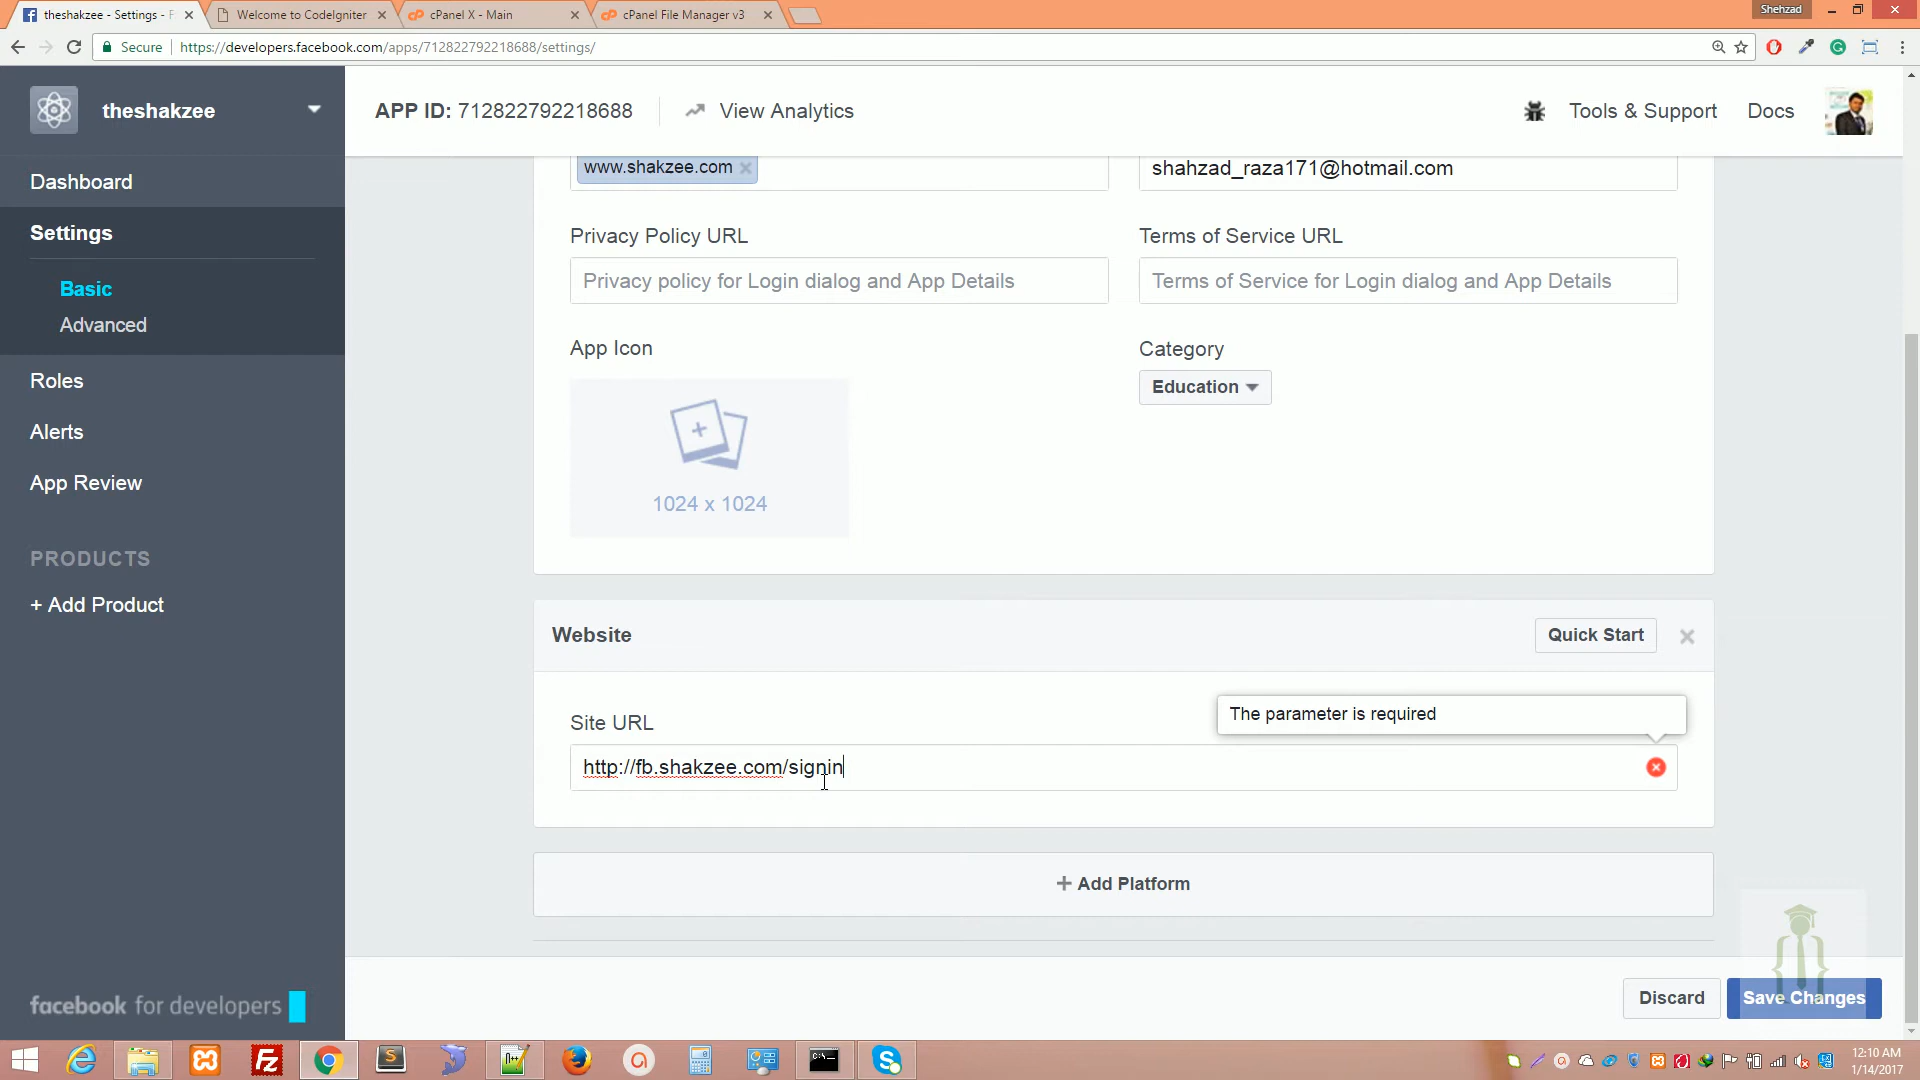 theshakzee - Settings - F
Welcome to CodeIgniter
cPanel X - Main
cPanel File Manager v3
Shehzad
Secure
https://developers.facebook.com/apps/712822792218688/settings/
theshakzee
APP ID: 712822792218688
View Analytics
Tools & Support
Docs
Dashboard
Settings
Basic
Advanced
Roles
Alerts
App Review
PRODUCTS
+ Add Product
facebook for developers
www.shakzee.com
shahzad_raza171@hotmail.com
Privacy Policy URL
Terms of Service URL
Privacy policy for Login dialog and App Details
Terms of Service for Login dialog and App Details
App Icon
Category
Education
1024 x 1024
Website
Quick Start
Site URL
The parameter is required
http://fb.shakzee.com/signin
+ Add Platform
Discard
Save Changes
12:10 AM
1/14/2017